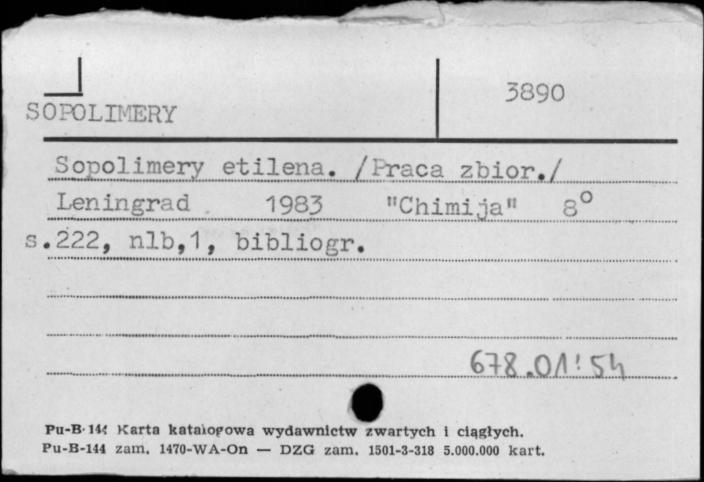 3890
SOPOLIMERY
Sopolimery etilena. /Praca zbior./
Leningrad 1983 "Chimija" 8°
s.222, nlb,1, bibliogr.
678.01:54
Pu-B-144 Karta katalogowa wydawnictw zwartych i ciągłych.
Pu-B-144 zam. 1470-WA-On — DZG zam. 1501-3-318 5.000.000 kart.